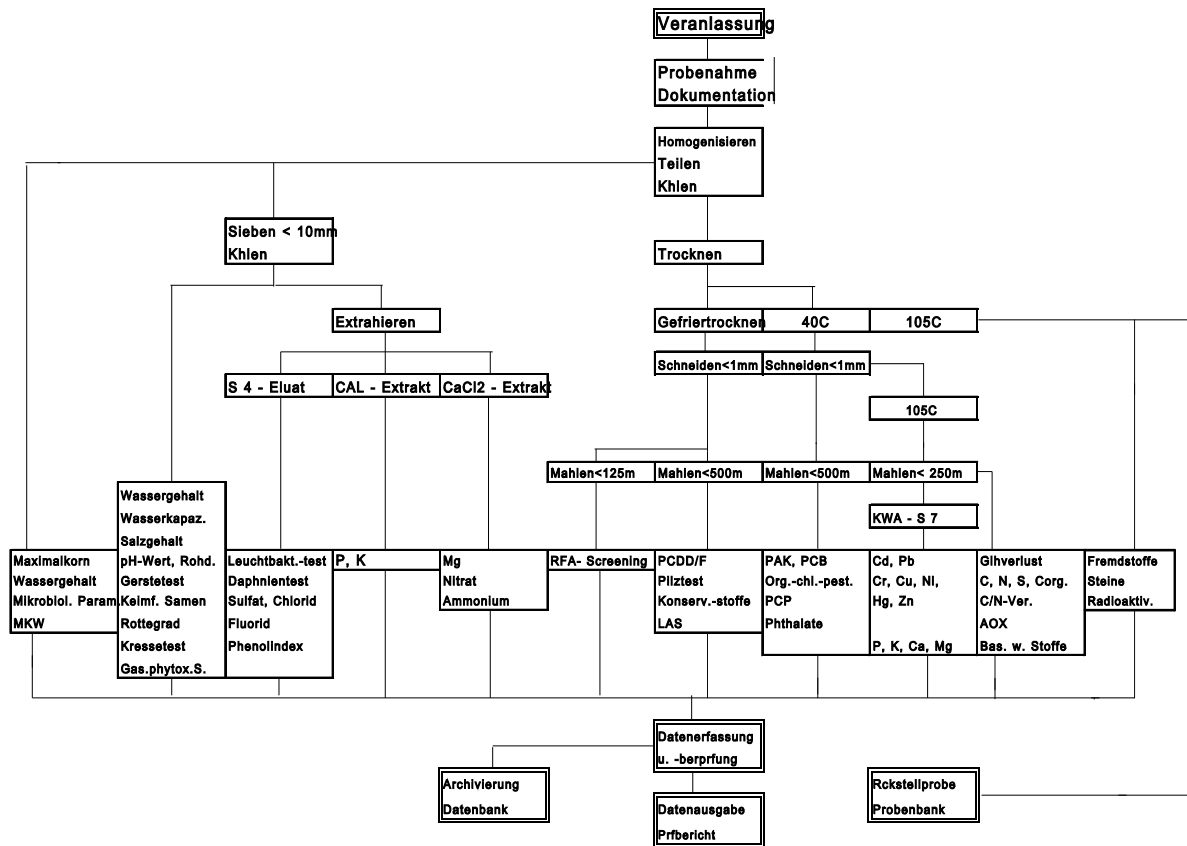 Veranlassung
Probenahme
Dokumentation
Homogenisieren
Teilen
Khlen
Sieben < 10mm
Khlen
Trocknen
Extrahieren
Gefriertrocknen
40C
105C
Schneiden<1mm
Schneiden<1mm
S 4 - Eluat
CAL - Extrakt
CaCl2 - Extrakt
105C
Mahlen<125m
Mahlen<500m
Mahlen<500m
Mahlen< 250m
KWA - S 7
Maximalkorn
Wassergehalt
Mikrobiol. Param.
MKW
Wassergehalt
Wasserkapaz.
Salzgehalt
pH-Wert, Rohd.
Gerstetest
Keimf. Samen
Rottegrad
Kressetest
Gas.phytox.S.
Leuchtbakt.-test
Daphnientest
Sulfat, Chlorid
Fluorid
Phenolindex
P, K
Mg
Nitrat
Ammonium
RFA- Screening
PCDD/F
Pilztest
Konserv.-stoffe
LAS
PAK, PCB
Org.-chl.-pest.
PCP
Phthalate
Cd, Pb
Cr, Cu, Ni,
Hg, Zn
P, K, Ca, Mg
Glhverlust
C, N, S, Corg.
C/N-Ver.
AOX
Bas. w. Stoffe
Fremdstoffe
Steine
Radioaktiv.
Datenerfassung
u. -berprfung
Archivierung
Datenbank
Datenausgabe
Prfbericht
Rckstellprobe
Probenbank